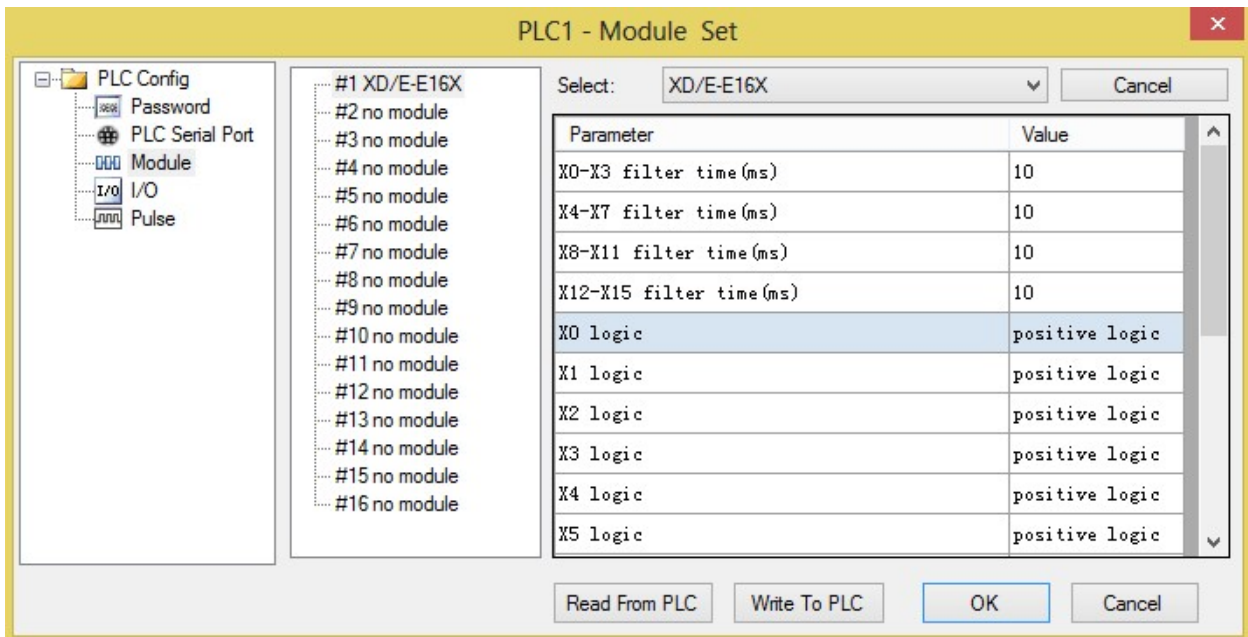 PLC1 - Module Set
PLC Config
Password
PLC Serial Port
Module
I/O
I/O
Pulse
#1 XD/E-E16X
#2 no module
#3 no module
#4 no module
#5 no module
#6 no module
#7 no module
#8 no module
#9 no module
#10 no module
#11 no module
#12 no module
#13 no module
#14 no module
#15 no module
#16 no module
Select: XD/E-E16X Cancel
Parameter Value
X0-X3 filter time(ms) 10
X4-X7 filter time(ms) 10
X8-X11 filter time(ms) 10
X12-X15 filter time(ms) 10
X0 logic positive logic
X1 logic positive logic
X2 logic positive logic
X3 logic positive logic
X4 logic positive logic
X5 logic positive logic
Read From PLC Write To PLC OK Cancel